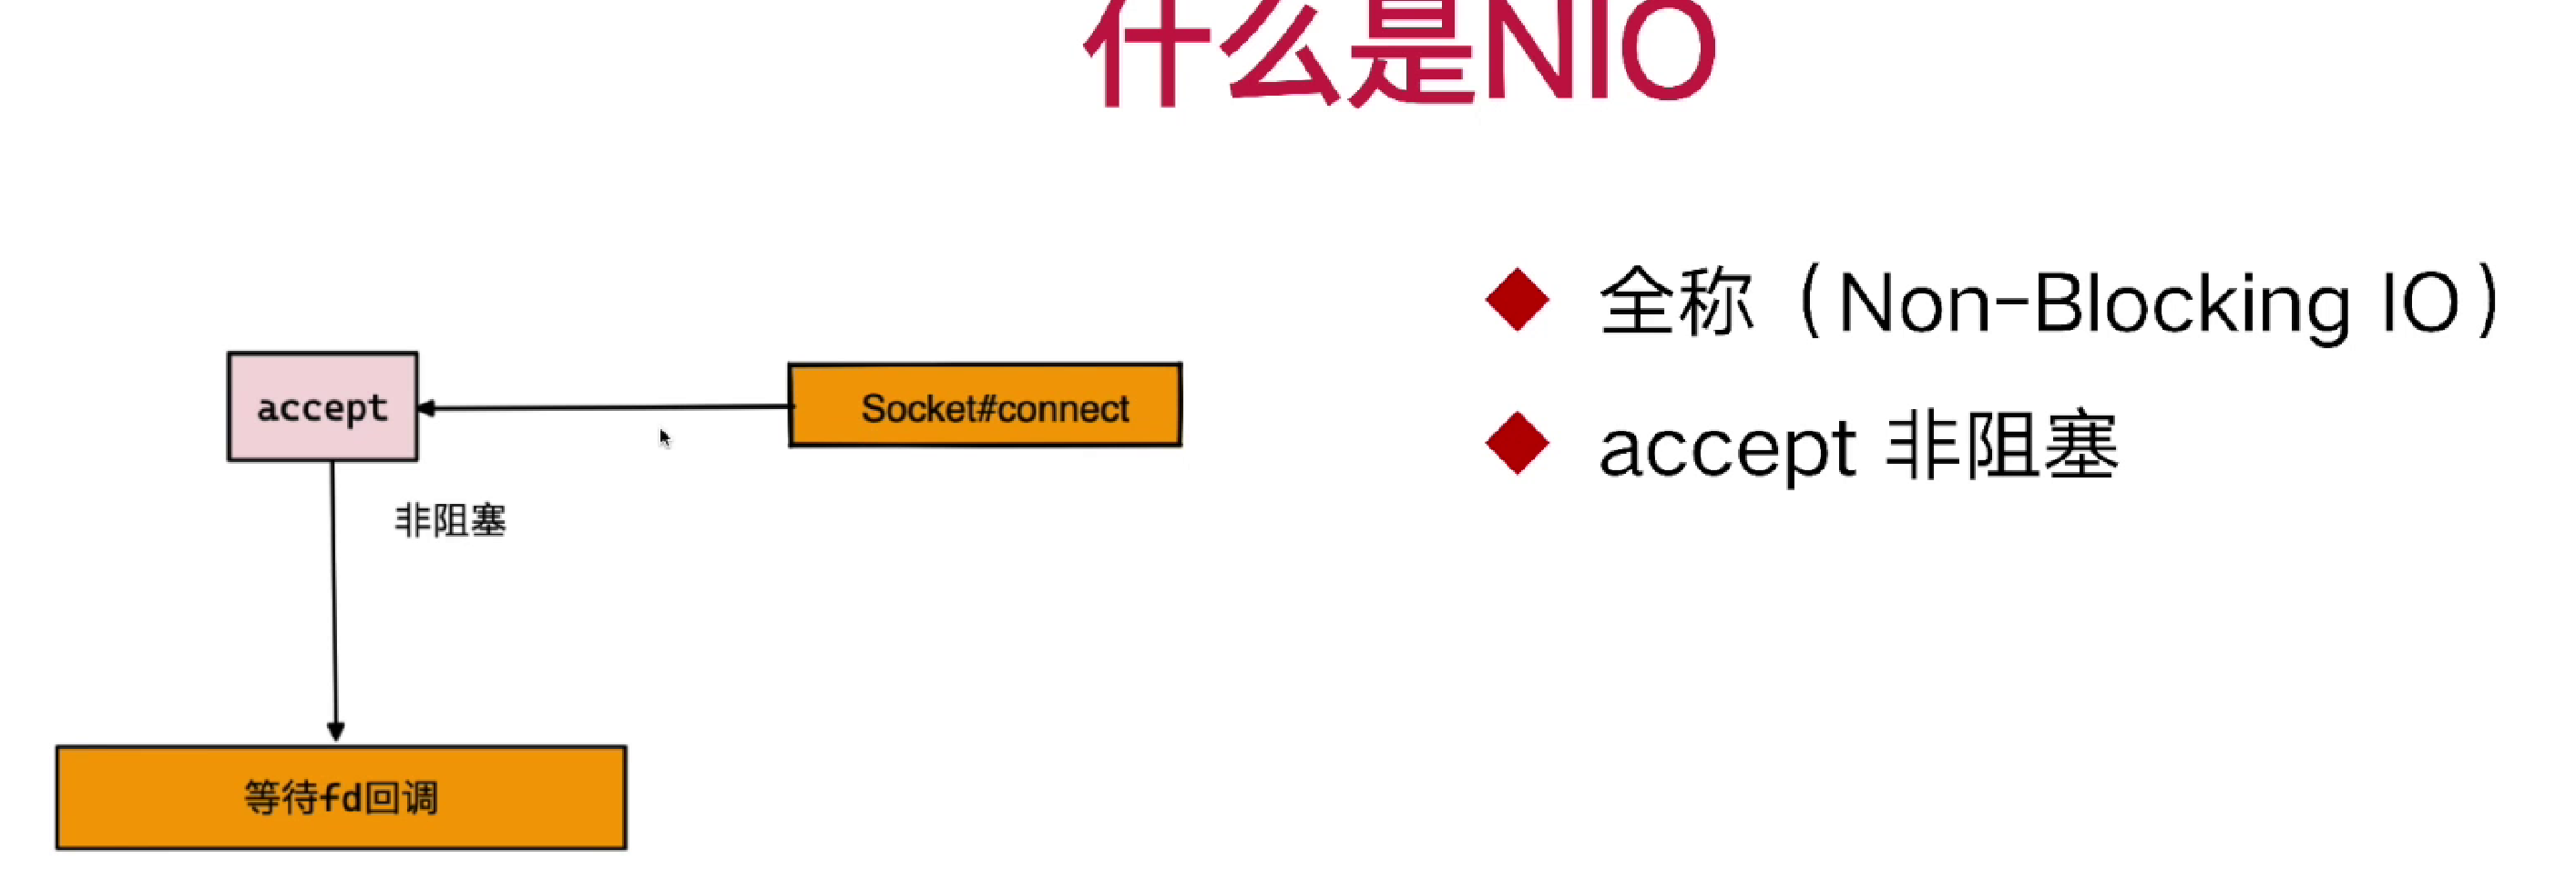 什么是NIO
全称（Non-Blocking IO）
accept 非阻塞
accept
Socket#connect
非阻塞
等待fd回调